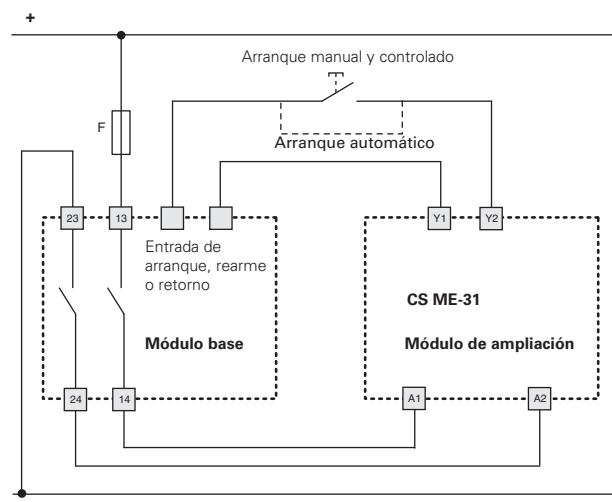 +
Arranque manual y controlado
F
Arranque automático
23
13
Y1
Y2
Entrada de
arranque, rearme
o retorno
CS ME-31
Módulo base
Módulo de ampliación
24
14
A1
A2
-